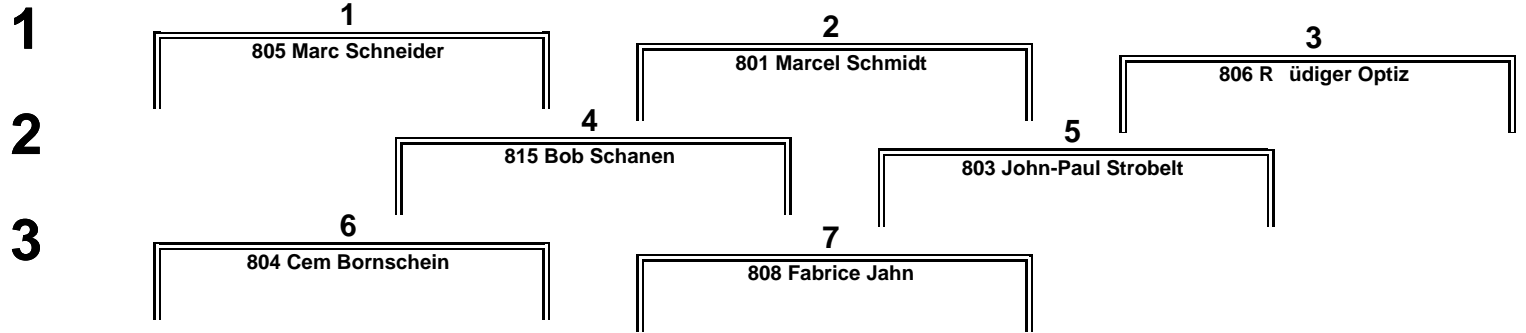 1
1
805 Marc Schneider
2
801 Marcel Schmidt
3
806 R üdiger Optiz
2
4
815 Bob Schanen
5
803 John-Paul Strobelt
3
6
804 Cem Bornschein
7
808 Fabrice Jahn